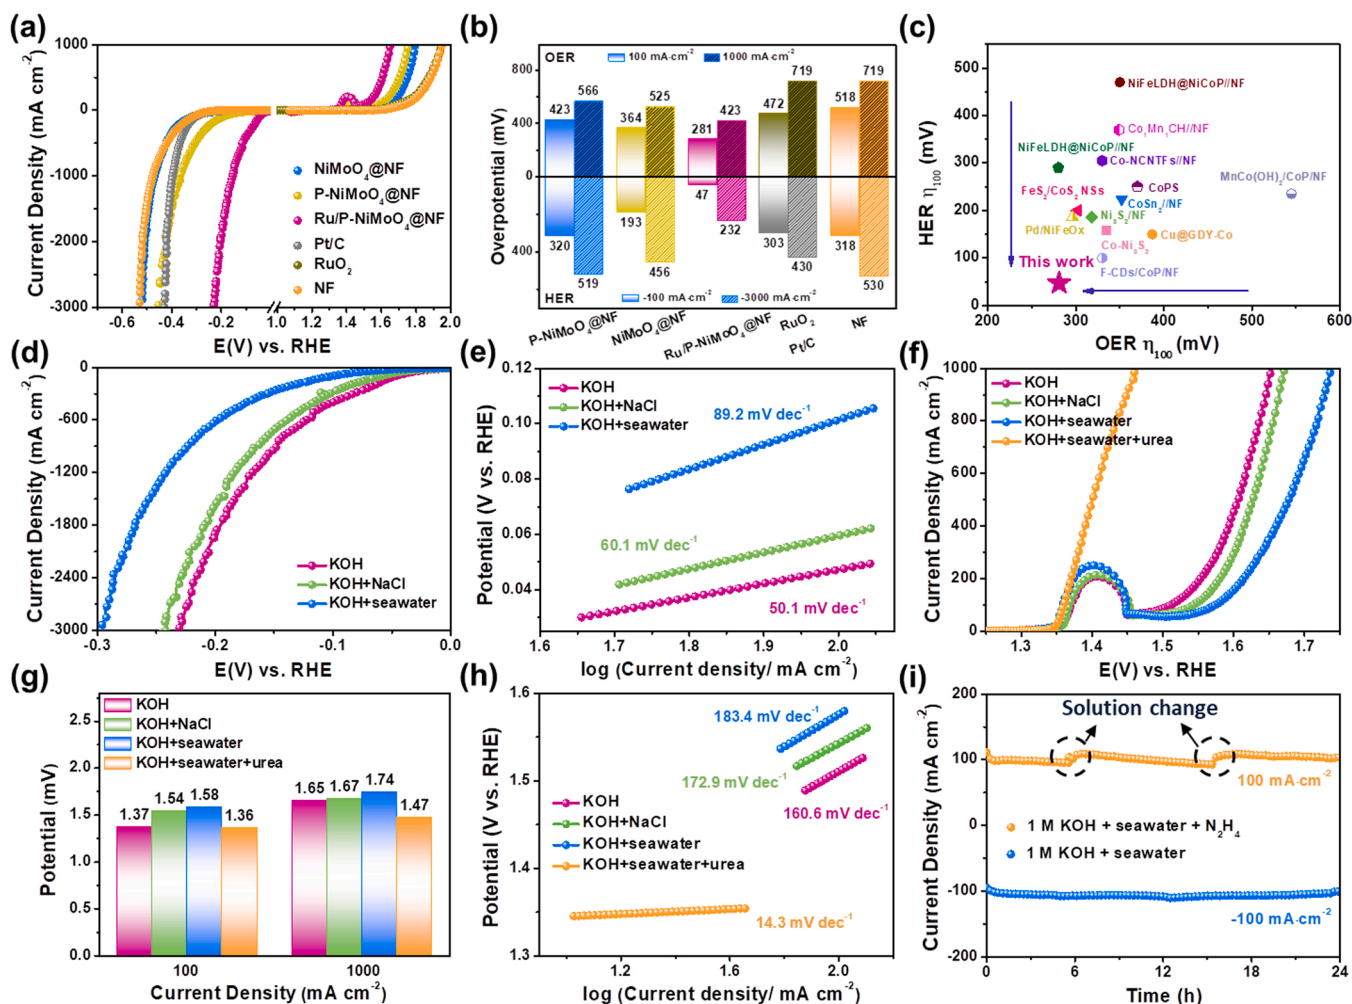 (a)
1000
0
-1000
-2000
-3000
Current Density (mA cm⁻²)
NiMoO₄@NF
P-NiMoO₄@NF
Ru/P-NiMoO₄@NF
Pt/C
RuO₂
NF
-0.6 -0.4 -0.2 1.0 1.2 1.4 1.6 1.8 2.0
E(V) vs. RHE
(b)
OER 100 mA·cm⁻² 1000 mA·cm⁻²
800
400
0
400
Overpotential (mV)
423 566 364 525 281 423 472 719 518 719
320 519 193 456 47 232 303 430 318 530
HER -100 mA·cm⁻² -3000 mA·cm⁻²
P-NiMoO₄@NF NiMoO₄@NF Ru/P-NiMoO₄@NF RuO₂ NF
Pt/C
(c)
500
400
300
200
100
0
HER η₁₀₀ (mV)
NiFeLDH@NiCoP//NF
Co₁Mn₁CH//NF
NiFeLDH@NiCoP//NF
Co-NCNTFs//NF
MnCo(OH)₂/CoP/NF
FeS₂/CoS₂ NSs
CoPS
CoSn₂//NF
Ni₃S₂/NF
Pd/NiFeOx
Cu@GDY-Co
Co-Ni₃S₂
This work
F-CDs/CoP/NF
200 300 400 500 600
OER η₁₀₀ (mV)
(d)
0
-600
-1200
-1800
-2400
-3000
Current Density (mA cm⁻²)
KOH
KOH+NaCl
KOH+seawater
-0.3 -0.2 -0.1 0.0
E(V) vs. RHE
(e)
0.12
0.10
0.08
0.06
0.04
Potential (V vs. RHE)
KOH
KOH+NaCl
KOH+seawater
89.2 mV dec⁻¹
60.1 mV dec⁻¹
50.1 mV dec⁻¹
1.6 1.7 1.8 1.9 2.0 2.1
log (Current density/ mA cm⁻²)
(f)
1000
800
600
400
200
0
Current Density (mA cm⁻²)
KOH
KOH+NaCl
KOH+seawater
KOH+seawater+urea
1.3 1.4 1.5 1.6 1.7
E(V) vs. RHE
(g)
2.5
2.0
1.5
1.0
0.5
0.0
Potential (mV)
KOH
KOH+NaCl
KOH+seawater
KOH+seawater+urea
1.37 1.54 1.58 1.36 1.65 1.67 1.74 1.47
100 1000
Current Density (mA cm⁻²)
(h)
1.6
1.5
1.4
1.3
Potential (V vs. RHE)
183.4 mV dec⁻¹
172.9 mV dec⁻¹
160.6 mV dec⁻¹
KOH
KOH+NaCl
KOH+seawater
KOH+seawater+urea
14.3 mV dec⁻¹
1.2 1.5 1.8 2.1
log (Current density/ mA cm⁻²)
(i)
200
100
0
-100
-200
Current Density (mA cm⁻²)
Solution change
100 mA·cm⁻²
1 M KOH + seawater + N₂H₄
1 M KOH + seawater
-100 mA·cm⁻²
0 6 12 18 24
Time (h)